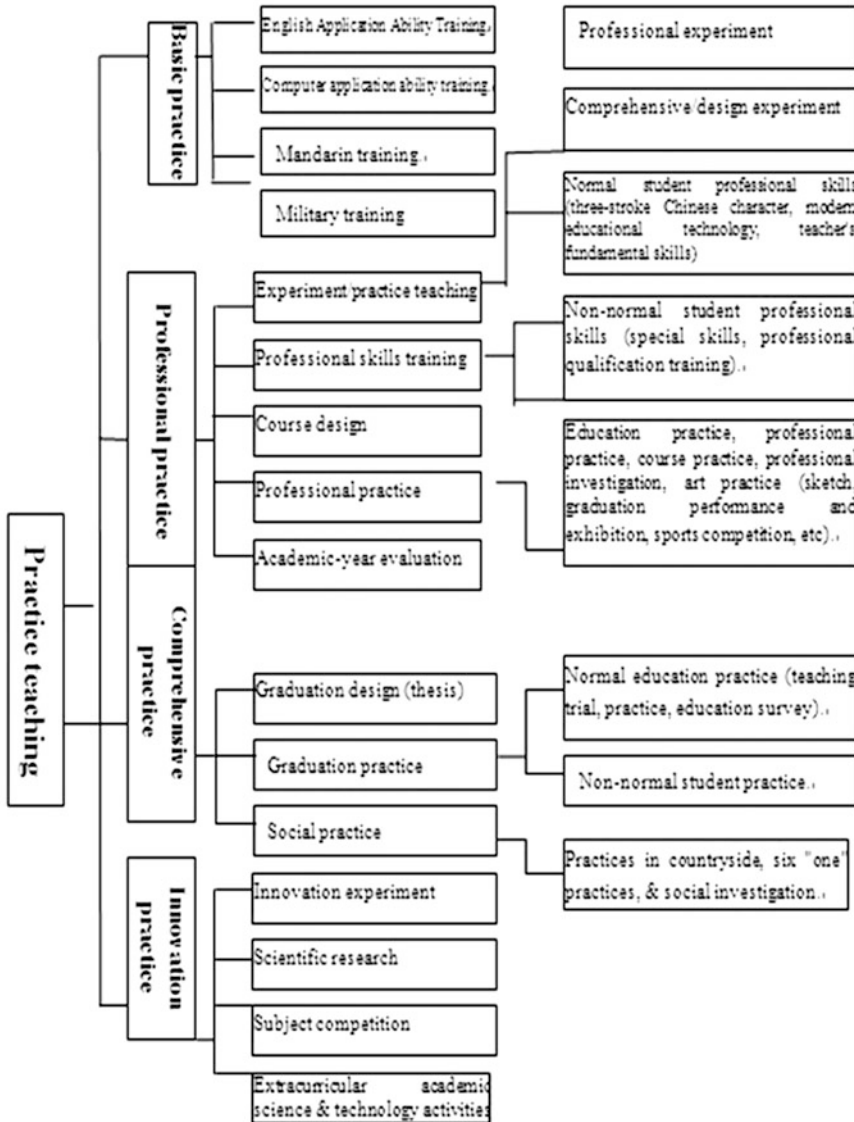 Practice teaching
Basic practice
English Application Ability Training.
Computer application ability training.
Mandarin training.
Military training
Professional practice
Experiment/practice teaching
Professional skills training
Course design
Professional practice
Academic-year evaluation
Professional experiment
Comprehensive/design experiment
Normal student professional skills
(three-stroke Chinese character, modern
educational technology, teacher's
fundamental skills)
Non-normal student professional
skills (special skills, professional
qualification training).
Education practice, professional
practice, course practice, professional
investigation, art practice (sketch,
graduation performance and
exhibition, sports competition, etc).
Comprehensive
practice
Graduation design (thesis)
Graduation practice
Social practice
Normal education practice (teaching
trial, practice, education survey).
Non-normal student practice.
Practices in countryside, six "one"
practices, & social investigation.
Innovation
practice
Innovation experiment
Scientific research
Subject competition
Extracurricular academic
science & technology activities